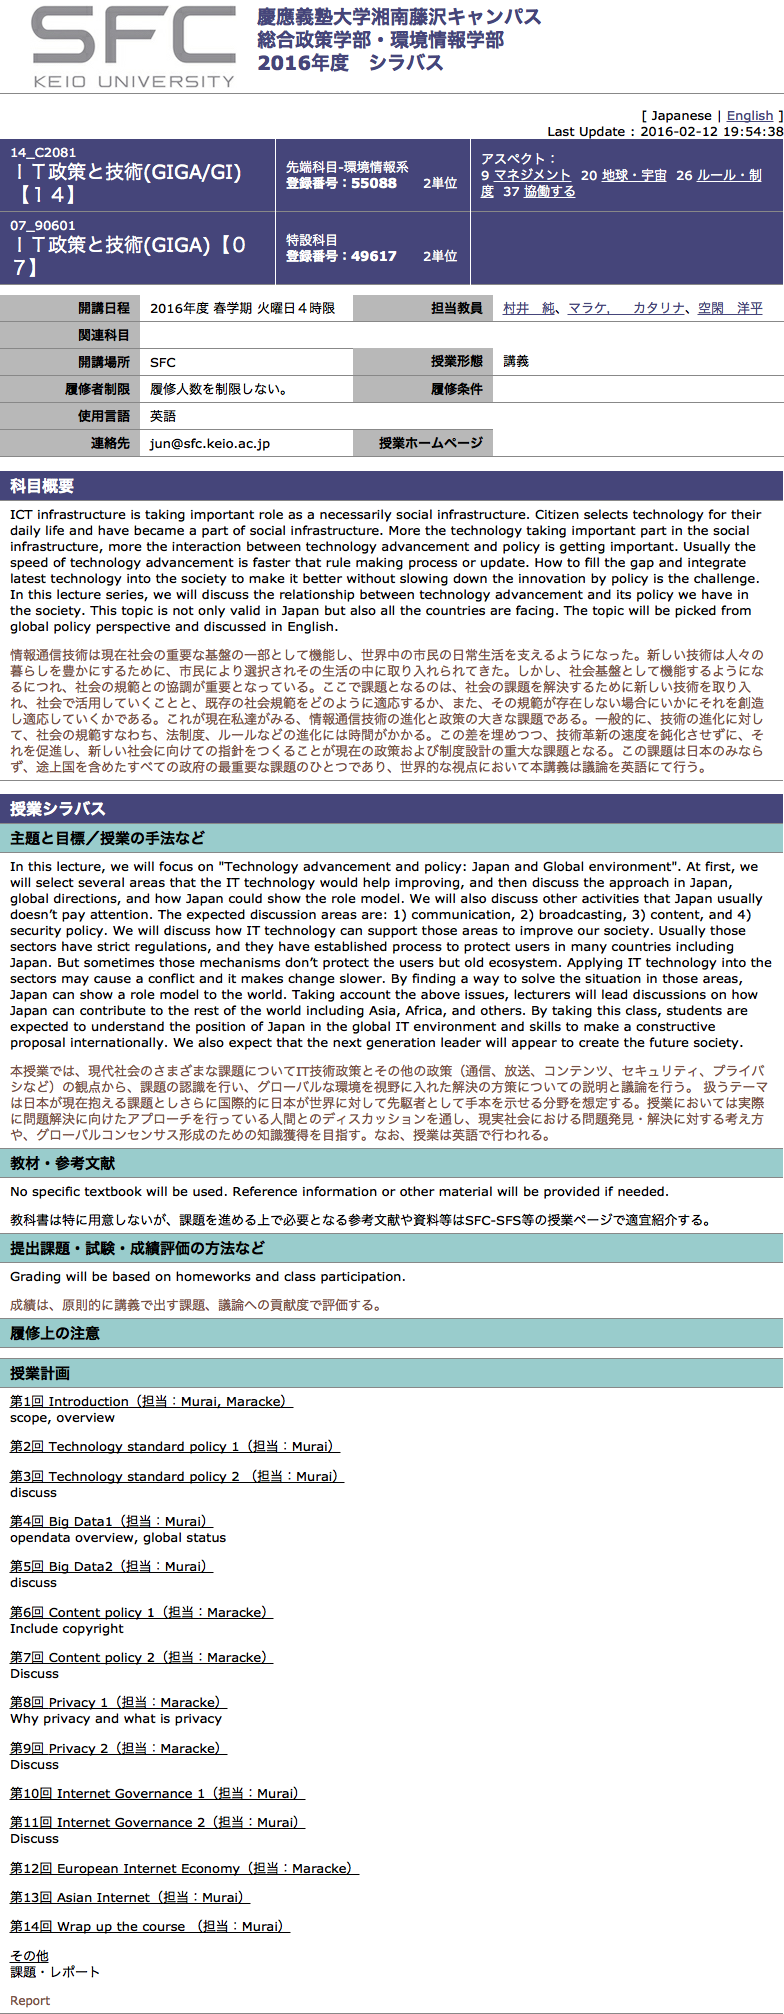 SFC
KEIO UNIVERSITY
慶應義塾大学湘南藤沢キャンパス
総合政策学部・環境情報学部
2016年度　シラバス
[ Japanese | English ]
Last Update : 2016-02-12 19:54:38
14_C2081
ＩＴ政策と技術(GIGA/GI)
【１４】
先端科目-環境情報系
登録番号：55088 2単位
アスペクト：
9 マネジメント 20 地球・宇宙 26 ルール・制
度 37 協働する
07_90601
ＩＴ政策と技術(GIGA)【０
７】
特設科目
登録番号：49617 2単位
開講日程 2016年度 春学期 火曜日４時限 担当教員 村井　純、マラケ,　カタリナ、空閑　洋平
関連科目
開講場所 SFC 授業形態 講義
履修者制限 履修人数を制限しない。 履修条件
使用言語 英語
連絡先 jun@sfc.keio.ac.jp 授業ホームページ
科目概要
ICT infrastructure is taking important role as a necessarily social infrastructure. Citizen selects technology for their
daily life and have became a part of social infrastructure. More the technology taking important part in the social
infrastructure, more the interaction between technology advancement and policy is getting important. Usually the
speed of technology advancement is faster that rule making process or update. How to fill the gap and integrate
latest technology into the society to make it better without slowing down the innovation by policy is the challenge.
In this lecture series, we will discuss the relationship between technology advancement and its policy we have in
the society. This topic is not only valid in Japan but also all the countries are facing. The topic will be picked from
global policy perspective and discussed in English.
情報通信技術は現在社会の重要な基盤の一部として機能し、世界中の市民の日常生活を支えるようになった。新しい技術は人々の
暮らしを豊かにするために、市民により選択されその生活の中に取り入れられてきた。しかし、社会基盤として機能するようにな
るにつれ、社会の規範との協調が重要となっている。ここで課題となるのは、社会の課題を解決するために新しい技術を取り入
れ、社会で活用していくことと、既存の社会規範をどのように適応するか、また、その規範が存在しない場合にいかにそれを創造
し適応していくかである。これが現在私達がみる、情報通信技術の進化と政策の大きな課題である。一般的に、技術の進化に対し
て、社会の規範すなわち、法制度、ルールなどの進化には時間がかかる。この差を埋めつつ、技術革新の速度を鈍化させずに、そ
れを促進し、新しい社会に向けての指針をつくることが現在の政策および制度設計の重大な課題となる。この課題は日本のみなら
ず、途上国を含めたすべての政府の最重要な課題のひとつであり、世界的な視点において本講義は議論を英語にて行う。
授業シラバス
主題と目標／授業の手法など
In this lecture, we will focus on "Technology advancement and policy: Japan and Global environment". At first, we
will select several areas that the IT technology would help improving, and then discuss the approach in Japan,
global directions, and how Japan could show the role model. We will also discuss other activities that Japan usually
doesn’t pay attention. The expected discussion areas are: 1) communication, 2) broadcasting, 3) content, and 4)
security policy. We will discuss how IT technology can support those areas to improve our society. Usually those
sectors have strict regulations, and they have established process to protect users in many countries including
Japan. But sometimes those mechanisms don’t protect the users but old ecosystem. Applying IT technology into the
sectors may cause a conflict and it makes change slower. By finding a way to solve the situation in those areas,
Japan can show a role model to the world. Taking account the above issues, lecturers will lead discussions on how
Japan can contribute to the rest of the world including Asia, Africa, and others. By taking this class, students are
expected to understand the position of Japan in the global IT environment and skills to make a constructive
proposal internationally. We also expect that the next generation leader will appear to create the future society.
本授業では、現代社会のさまざまな課題についてIT技術政策とその他の政策（通信、放送、コンテンツ、セキュリティ、プライバ
シなど）の観点から、課題の認識を行い、グローバルな環境を視野に入れた解決の方策についての説明と議論を行う。 扱うテーマ
は日本が現在抱える課題としさらに国際的に日本が世界に対して先駆者として手本を示せる分野を想定する。授業においては実際
に問題解決に向けたアプローチを行っている人間とのディスカッションを通し、現実社会における問題発見・解決に対する考え方
や、グローバルコンセンサス形成のための知識獲得を目指す。なお、授業は英語で行われる。
教材・参考文献
No specific textbook will be used. Reference information or other material will be provided if needed.
教科書は特に用意しないが、課題を進める上で必要となる参考文献や資料等はSFC-SFS等の授業ページで適宜紹介する。
提出課題・試験・成績評価の方法など
Grading will be based on homeworks and class participation.
成績は、原則的に講義で出す課題、議論への貢献度で評価する。
履修上の注意
授業計画
第1回 Introduction（担当：Murai, Maracke）
scope, overview
第2回 Technology standard policy 1（担当：Murai）
第3回 Technology standard policy 2 （担当：Murai）
discuss
第4回 Big Data1（担当：Murai）
opendata overview, global status
第5回 Big Data2（担当：Murai）
discuss
第6回 Content policy 1（担当：Maracke）
Include copyright
第7回 Content policy 2（担当：Maracke）
Discuss
第8回 Privacy 1（担当：Maracke）
Why privacy and what is privacy
第9回 Privacy 2（担当：Maracke）
Discuss
第10回 Internet Governance 1（担当：Murai）
第11回 Internet Governance 2（担当：Murai）
Discuss
第12回 European Internet Economy（担当：Maracke）
第13回 Asian Internet（担当：Murai）
第14回 Wrap up the course （担当：Murai）
その他
課題・レポート
Report